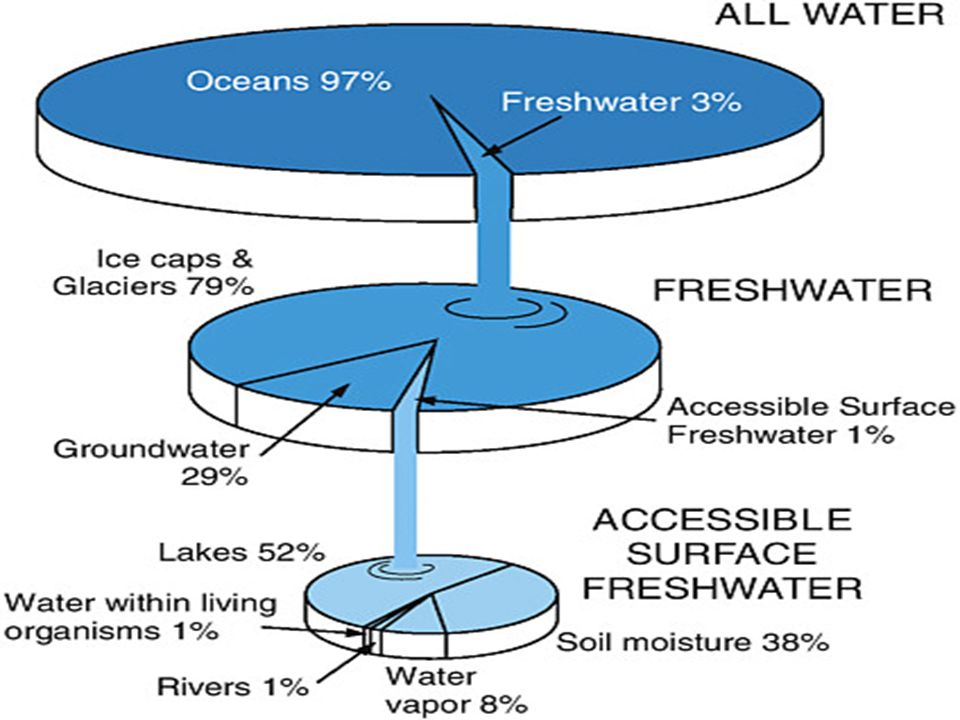 ALL WATER
Oceans 97%
Freshwater 3%
Ice caps &
Glaciers 79%
FRESHWATER
Accessible Surface
Freshwater 1%
Groundwater
29%
ACCESSIBLE
SURFACE
FRESHWATER
Lakes 52%
Water within living
organisms 1%
Soil moisture 38%
Rivers 1%
Water
vapor 8%